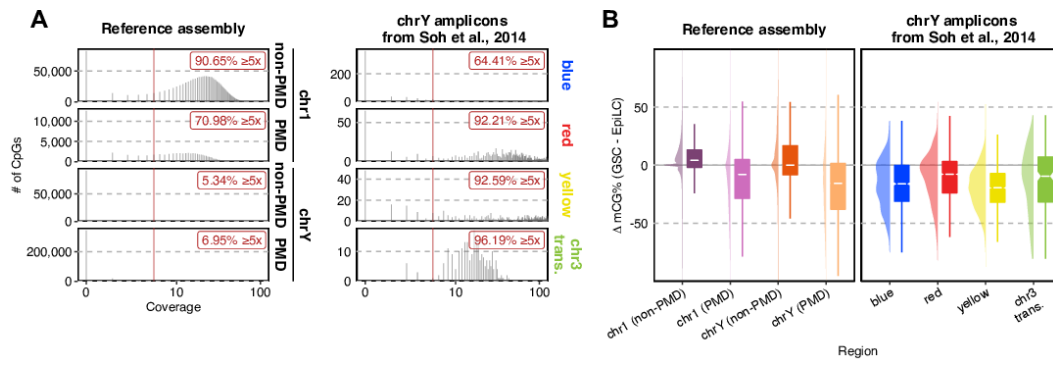 A
Reference assembly
chrY amplicons
from Soh et al., 2014
# of CpGs
50,000
0
90.65% ≥5x
non-PMD
10,000
5,000
0
70.98% ≥5x
PMD
chr1
50,000
0
5.34% ≥5x
non-PMD
200,000
0
6.95% ≥5x
PMD
chrY
0
10
100
Coverage
200
0
64.41% ≥5x
blue
50
0
92.21% ≥5x
red
40
20
0
92.59% ≥5x
yellow
10
0
96.19% ≥5x
chr3
trans.
0
10
100
B
Reference assembly
chrY amplicons
from Soh et al., 2014
Δ mCG% (GSC - EpiLC)
50
0
-50
chr1 (non-PMD)
chr1 (PMD)
chrY (non-PMD)
chrY (PMD)
blue
red
yellow
chr3
trans.
Region